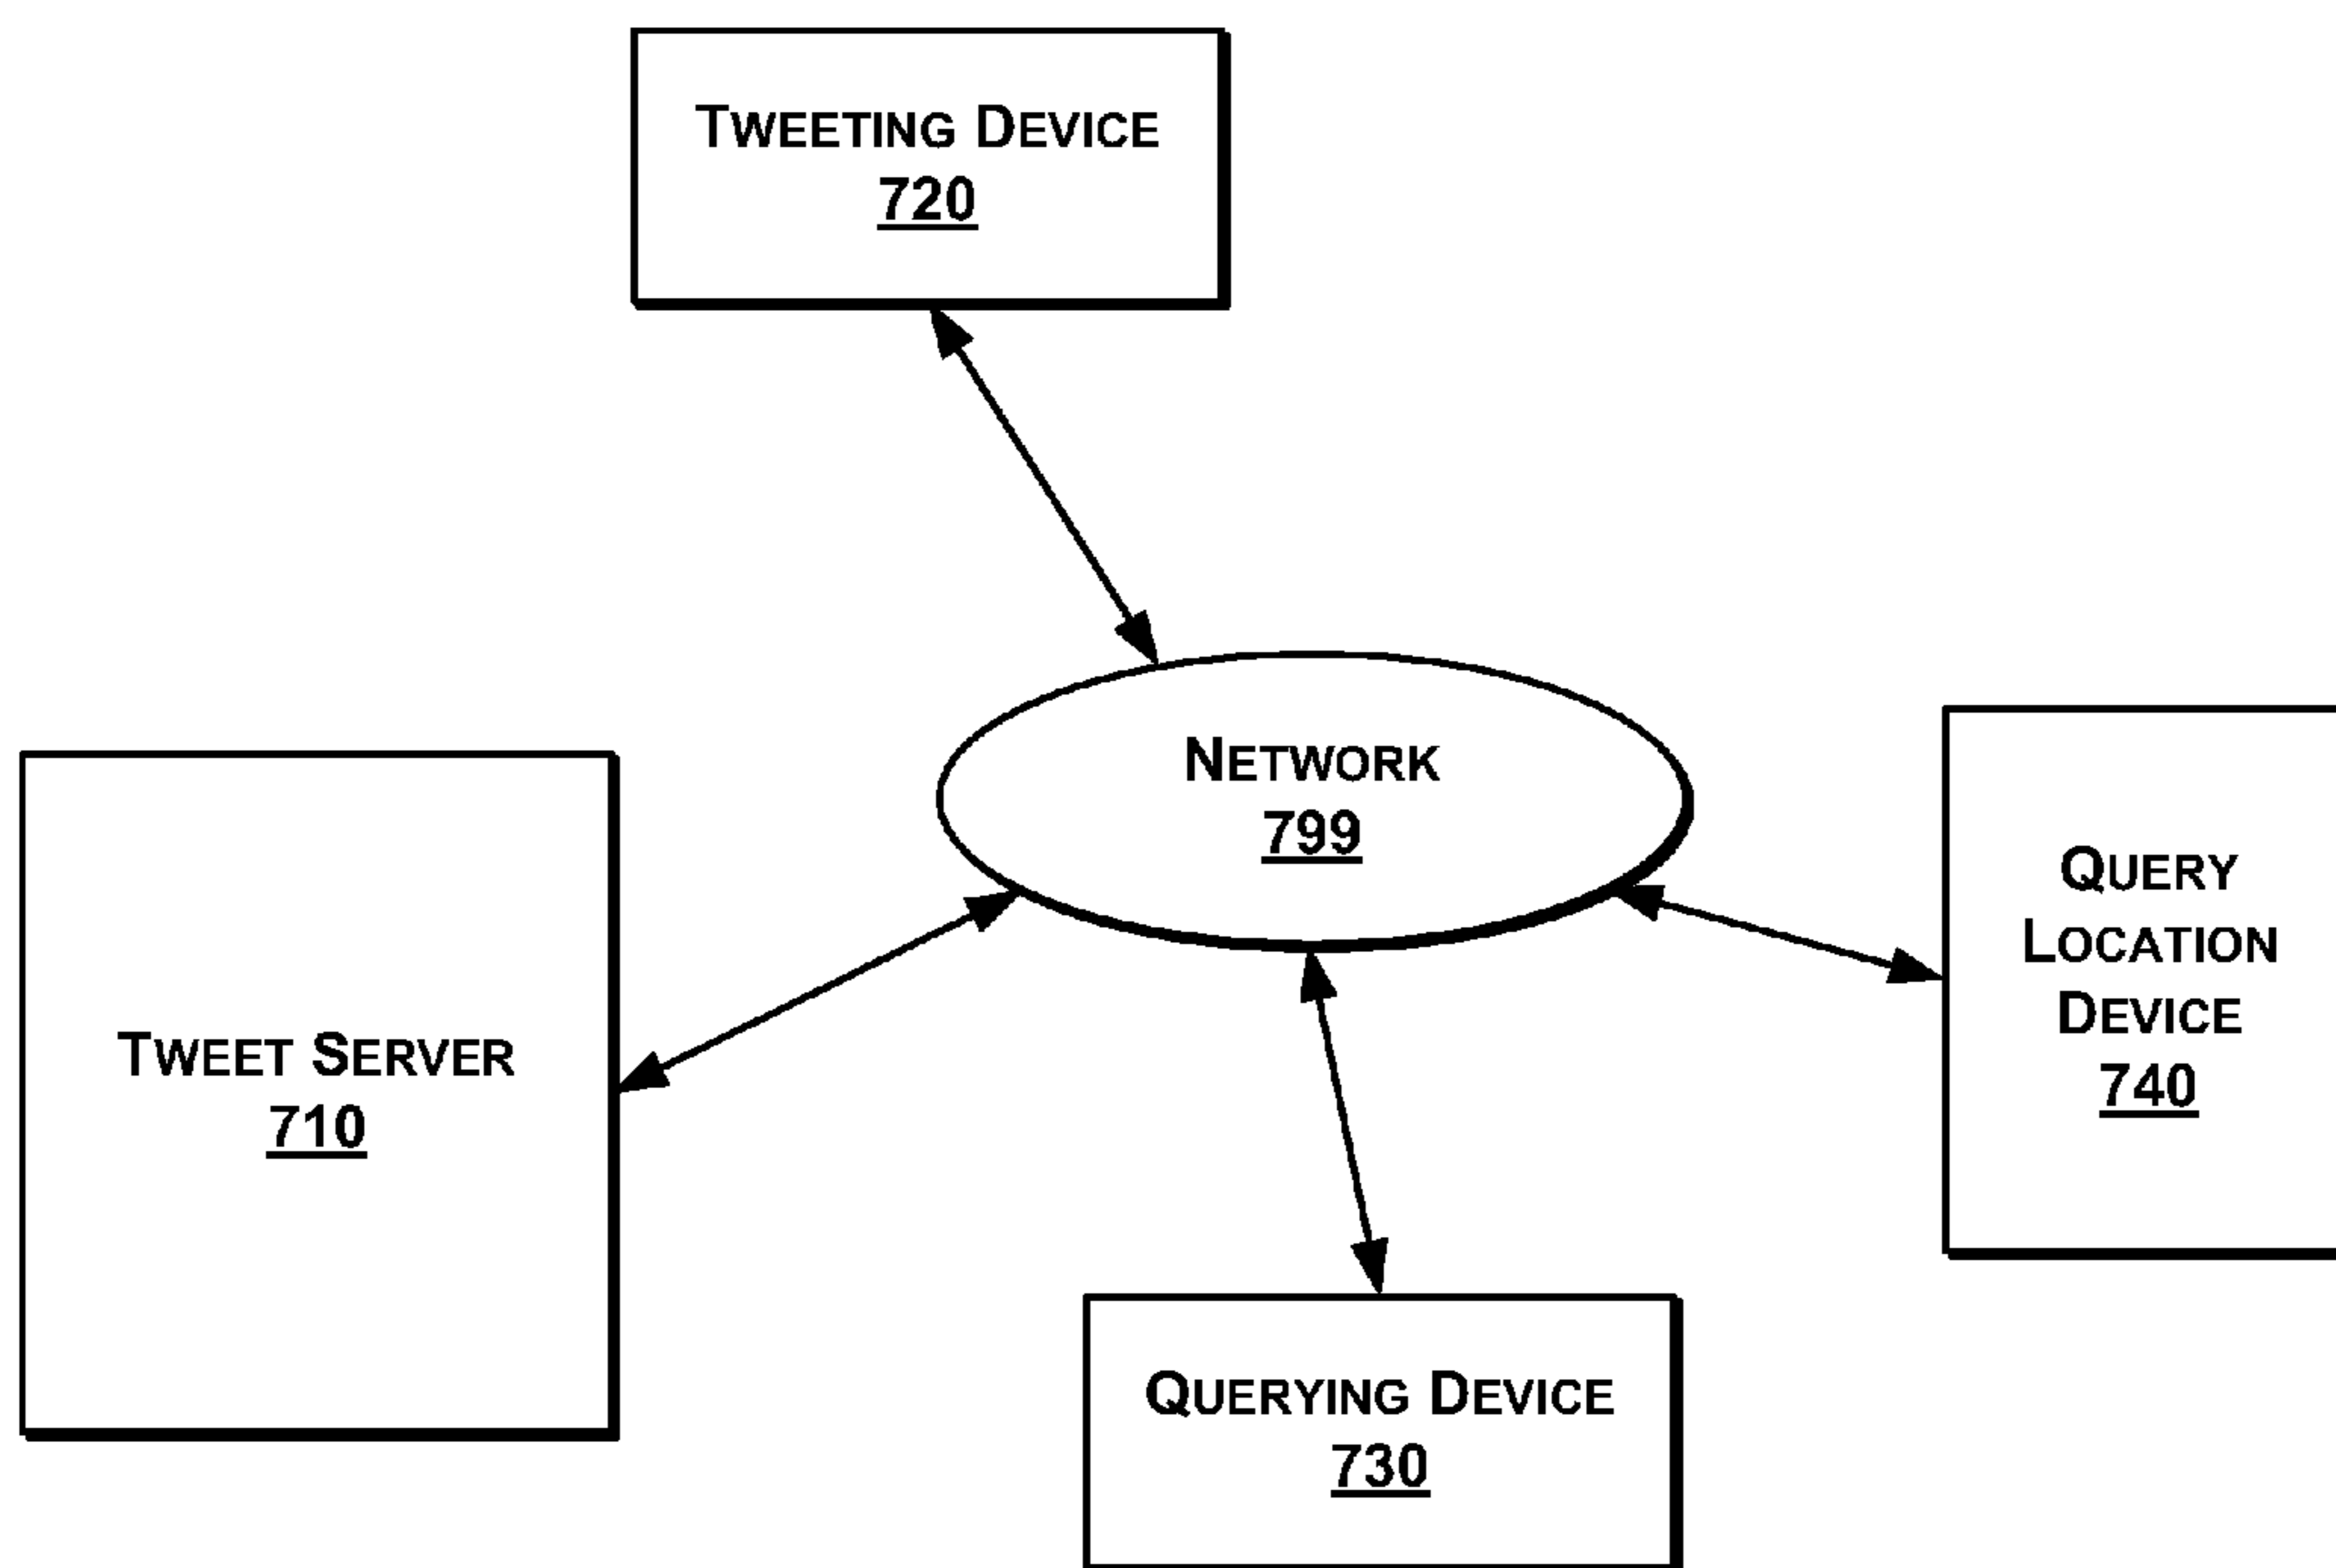 TWEETING DEVICE
720
NETWORK
799
TWEET SERVER
710
QUERY
LOCATION
DEVICE
740
QUERYING DEVICE
730